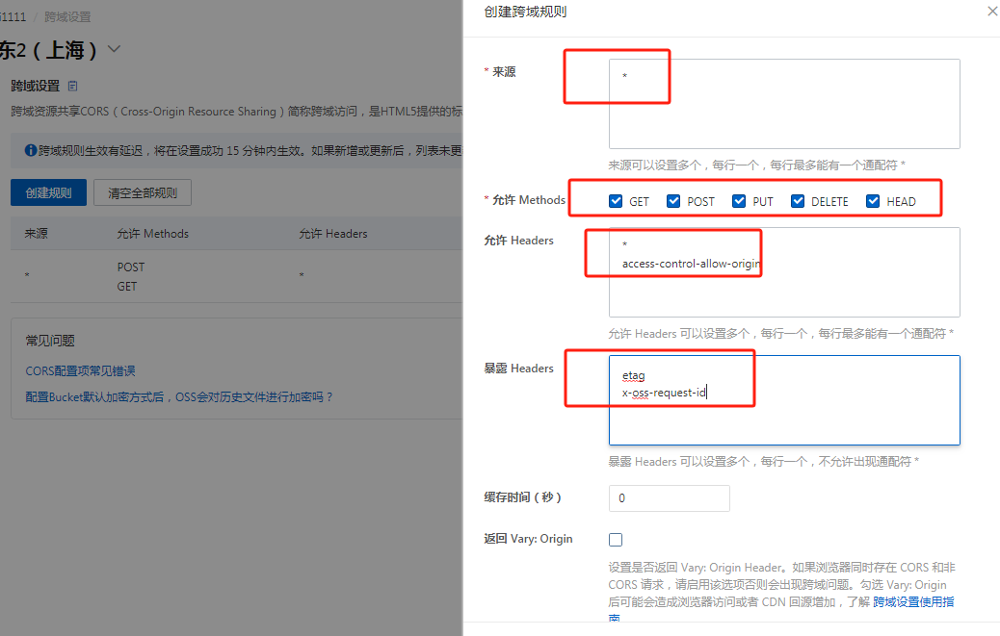 1111 / 跨域设置
东2（上海）
跨域设置
跨域资源共享CORS（Cross-Origin Resource Sharing）简称跨域访问，是HTML5提供的标
跨域规则生效有延迟，将在设置成功 15 分钟内生效。如果新增或更新后，列表未更
创建规则 清空全部规则
来源 允许 Methods 允许 Headers
* POST *
GET
常见问题
CORS配置项常见错误
配置Bucket默认加密方式后，OSS会对历史文件进行加密吗？
创建跨域规则
* 来源
*
来源可以设置多个，每行一个，每行最多能有一个通配符 *
* 允许 Methods GET POST PUT DELETE HEAD
允许 Headers
*
access-control-allow-origin
允许 Headers 可以设置多个，每行一个，每行最多能有一个通配符 *
暴露 Headers
etag
x-oss-request-id
暴露 Headers 可以设置多个，每行一个，不允许出现通配符 *
缓存时间（秒） 0
返回 Vary: Origin
设置是否返回 Vary: Origin Header。如果浏览器同时存在 CORS 和非
CORS 请求，请启用该选项否则会出现跨域问题。勾选 Vary: Origin
后可能会造成浏览器访问或者 CDN 回源增加，了解 跨域设置使用指
南